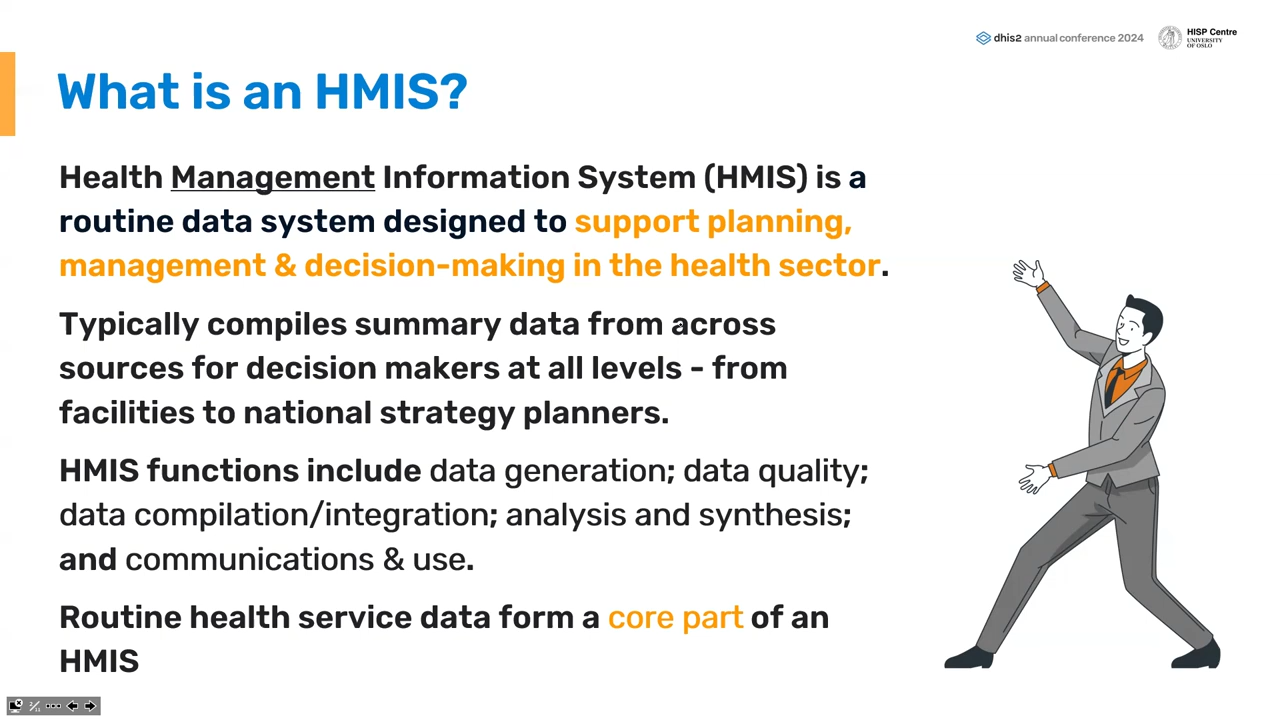 dhis2 annual conference 2024
HISP Centre
UNIVERSITY
OF OSLO
What is an HMIS?
Health Management Information System (HMIS) is a
routine data system designed to support planning,
management & decision-making in the health sector.
Typically compiles summary data from across
sources for decision makers at all levels - from
facilities to national strategy planners.
HMIS functions include data generation; data quality;
data compilation/integration; analysis and synthesis;
and communications & use.
Routine health service data form a core part of an
HMIS